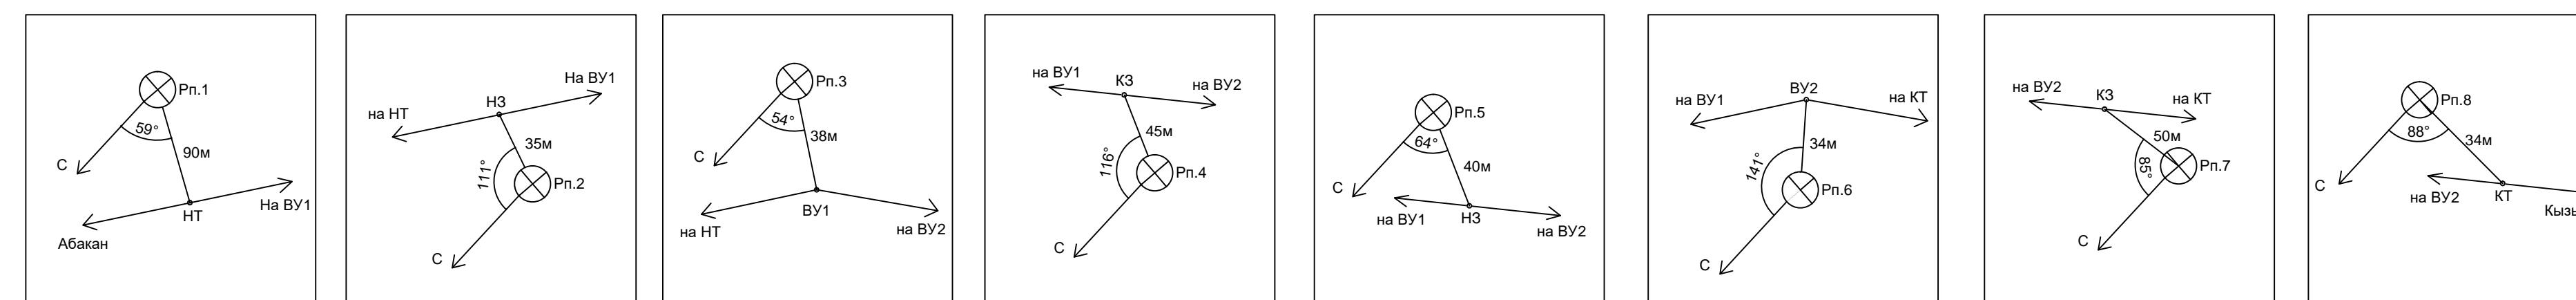 Рп.1
59°
С
90м
На ВУ1
НТ
Абакан
На ВУ1
НЗ
на НТ
35м
111°
Рп.2
С
Рп.3
54°
38м
С
ВУ1
на НТ
на ВУ2
на ВУ1
КЗ
на ВУ2
45м
116°
Рп.4
С
Рп.5
64°
40м
С
на ВУ1
НЗ
на ВУ2
ВУ2
на ВУ1
на КТ
34м
141°
Рп.6
С
на ВУ2
КЗ
на КТ
50м
85°
Рп.7
С
Рп.8
88°
34м
С
на ВУ2
КТ